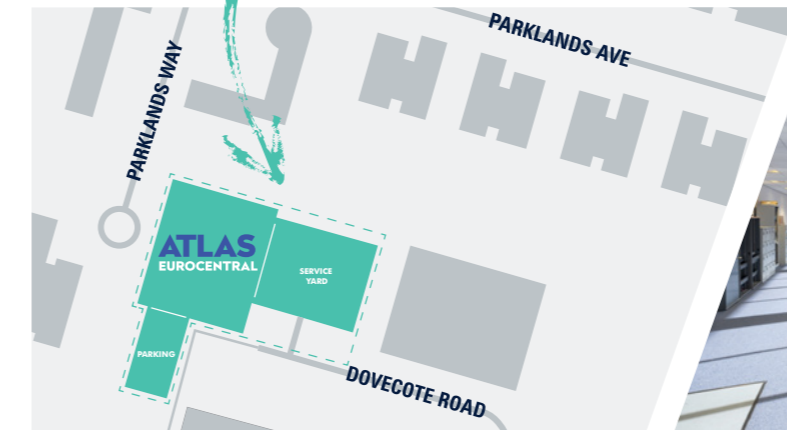 PARKLANDS AVE
PARKLANDS WAY
ATLAS
EUROCENTRAL
SERVICE
YARD
PARKING
DOVECOTE ROAD